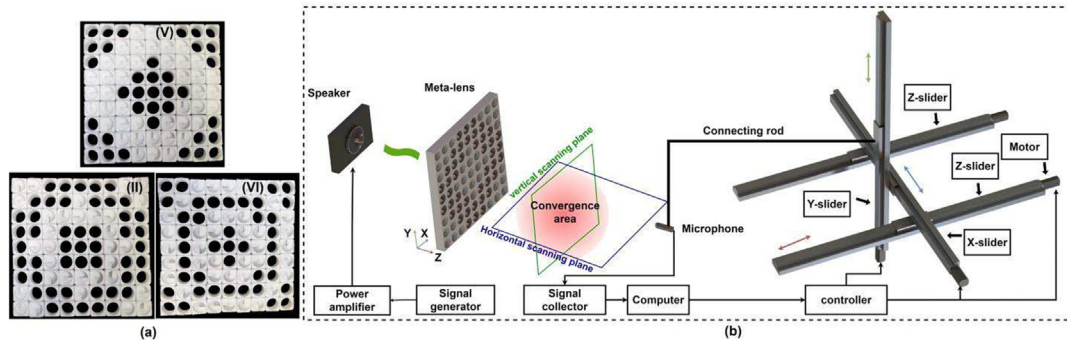 (V)
(II)
(VI)
(a)
Speaker
Meta-lens
vertical scanning plane
Convergence
area
Horizontal scanning plane
Y
X
Z
Connecting rod
Microphone
Z-slider
Z-slider
Motor
Y-slider
X-slider
Power
amplifier
Signal
generator
Signal
collector
Computer
controller
(b)